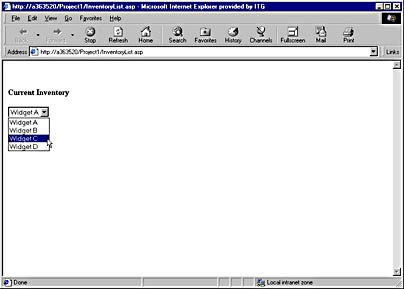 http://a363520/Project1/InventoryList.asp - Microsoft Internet Explorer provided by ITG
File Edit View Go Favorites Help
Back Forward Stop Refresh Home Search Favorites History Channels Fullscreen Mail Print
Address http://a363520/Project1/InventoryList.asp Links
Current Inventory
Widget A
Widget A
Widget B
Widget C
Widget D
Done Local intranet zone